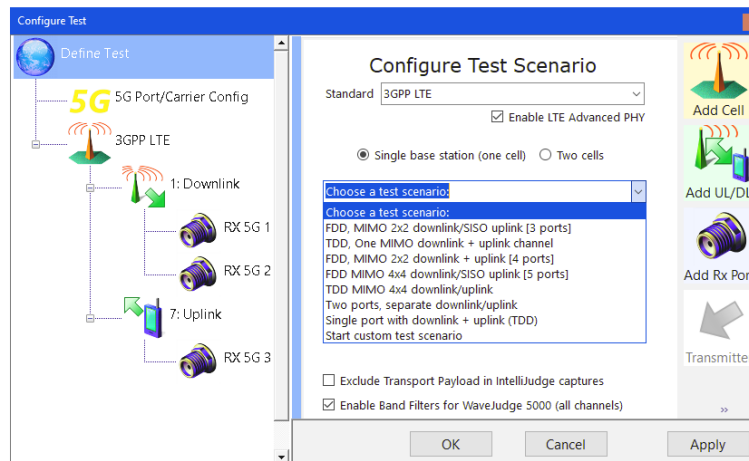 Configure Test
Define Test
5G 5G Port/Carrier Config
3GPP LTE
1: Downlink
RX 5G 1
RX 5G 2
7: Uplink
RX 5G 3
Configure Test Scenario
Standard 3GPP LTE
Enable LTE Advanced PHY
Single base station (one cell) Two cells
Choose a test scenario:
Choose a test scenario:
FDD, MIMO 2x2 downlink/SISO uplink [3 ports]
TDD, One MIMO downlink + uplink channel
FDD, MIMO 2x2 downlink + uplink [4 ports]
FDD MIMO 4x4 downlink/SISO uplink [5 ports]
TDD MIMO 4x4 downlink/uplink
Two ports, separate downlink/uplink
Single port with downlink + uplink (TDD)
Start custom test scenario
Exclude Transport Payload in IntelliJudge captures
Enable Band Filters for WaveJudge 5000 (all channels)
Add Cell
Add UL/DL
Add Rx Por
Transmitte
»
OK Cancel Apply